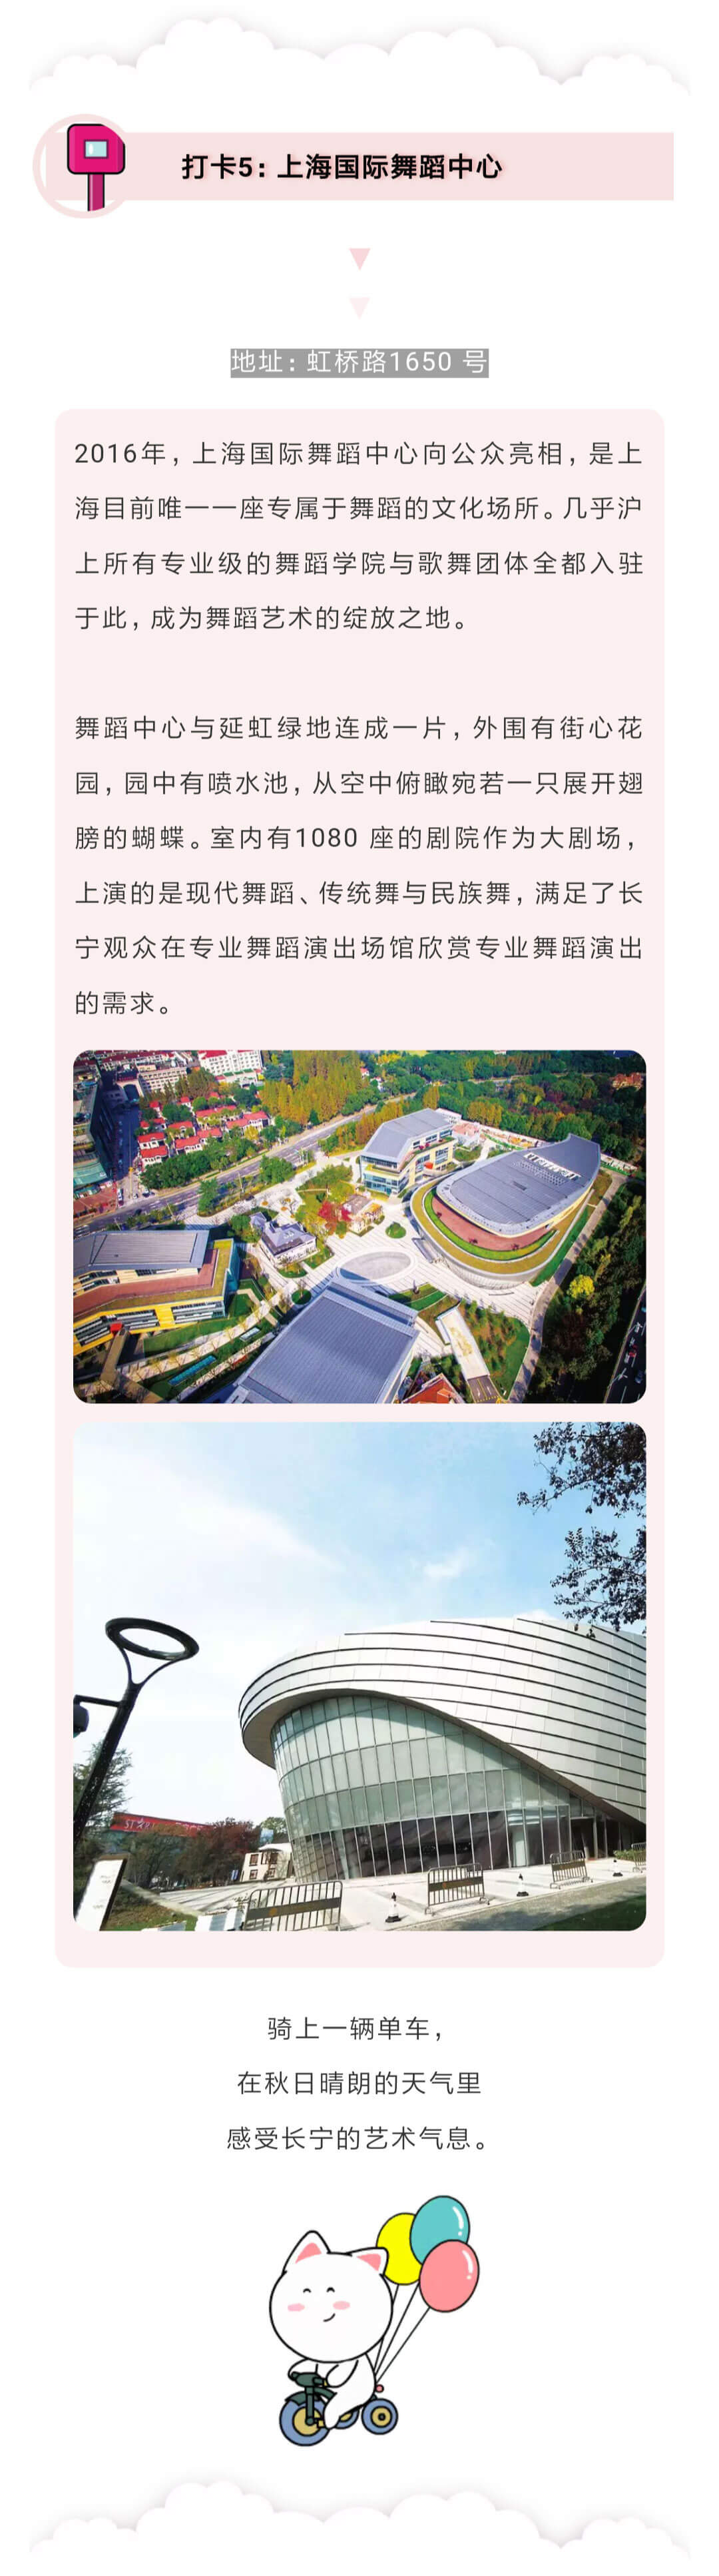 打卡5：上海国际舞蹈中心
地址：虹桥路1650 号
2016年，上海国际舞蹈中心向公众亮相，是上
海目前唯一一座专属于舞蹈的文化场所。几乎沪
上所有专业级的舞蹈学院与歌舞团体全都入驻
于此，成为舞蹈艺术的绽放之地。
舞蹈中心与延虹绿地连成一片，外围有街心花
园，园中有喷水池，从空中俯瞰宛若一只展开翅
膀的蝴蝶。室内有1080 座的剧院作为大剧场，
上演的是现代舞蹈、传统舞与民族舞，满足了长
宁观众在专业舞蹈演出场馆欣赏专业舞蹈演出
的需求。
骑上一辆单车，
在秋日晴朗的天气里
感受长宁的艺术气息。